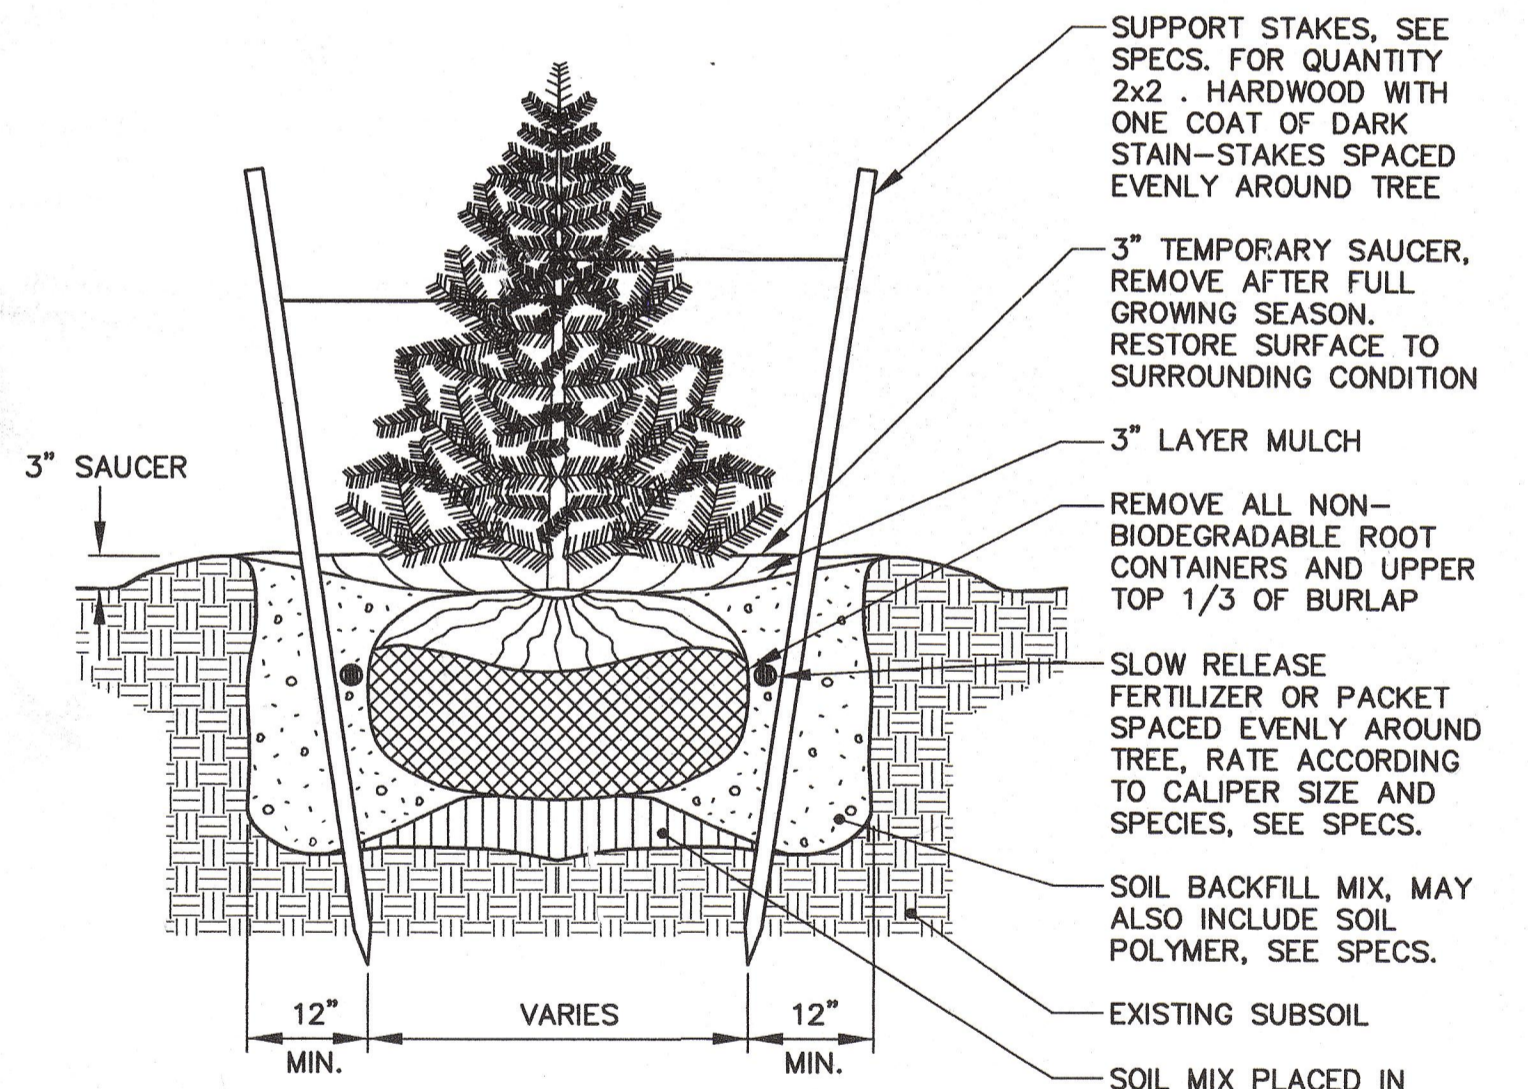 SUPPORT STAKES, SEE
SPECS. FOR QUANTITY
2x2 . HARDWOOD WITH
ONE COAT OF DARK
STAIN-STAKES SPACED
EVENLY AROUND TREE
3" TEMPORARY SAUCER,
REMOVE AFTER FULL
GROWING SEASON.
RESTORE SURFACE TO
SURROUNDING CONDITION
3" LAYER MULCH
3" SAUCER
REMOVE ALL NON-
BIODEGRADABLE ROOT
CONTAINERS AND UPPER
TOP 1/3 OF BURLAP
SLOW RELEASE
FERTILIZER OR PACKET
SPACED EVENLY AROUND
TREE, RATE ACCORDING
TO CALIPER SIZE AND
SPECIES, SEE SPECS.
SOIL BACKFILL MIX, MAY
ALSO INCLUDE SOIL
POLYMER, SEE SPECS.
EXISTING SUBSOIL
12"
MIN.
VARIES
12"
MIN.
SOIL MIX PLACED IN